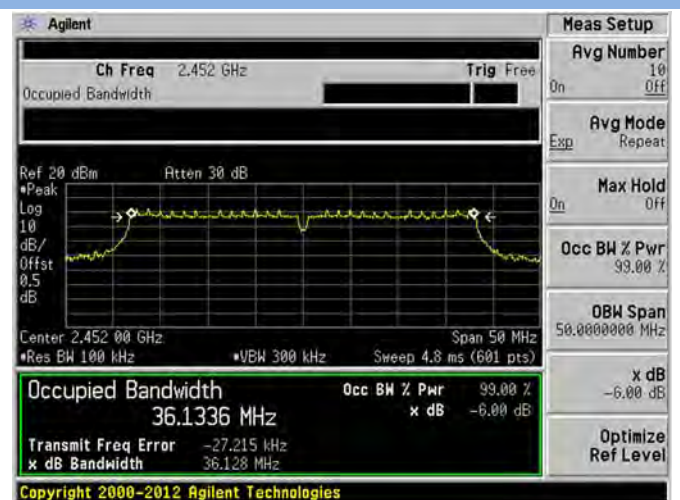 Agilent
Meas Setup
Ch Freq 2.452 GHz Trig Free
Occupied Bandwidth
Avg Number
10
On Off
Avg Mode
Exp Repeat
Max Hold
On Off
Occ BW % Pwr
99.00 %
OBW Span
50.0000000 MHz
x dB
-6.00 dB
Optimize
Ref Level
Ref 20 dBm Atten 30 dB
#Peak
Log
10
dB/
Offst
0.5
dB
Center 2.452 00 GHz Span 50 MHz
#Res BW 100 kHz #VBW 300 kHz Sweep 4.8 ms (601 pts)
Occupied Bandwidth Occ BW % Pwr 99.00 %
36.1336 MHz x dB -6.00 dB
Transmit Freq Error -27.215 kHz
x dB Bandwidth 36.128 MHz
Copyright 2000-2012 Agilent Technologies